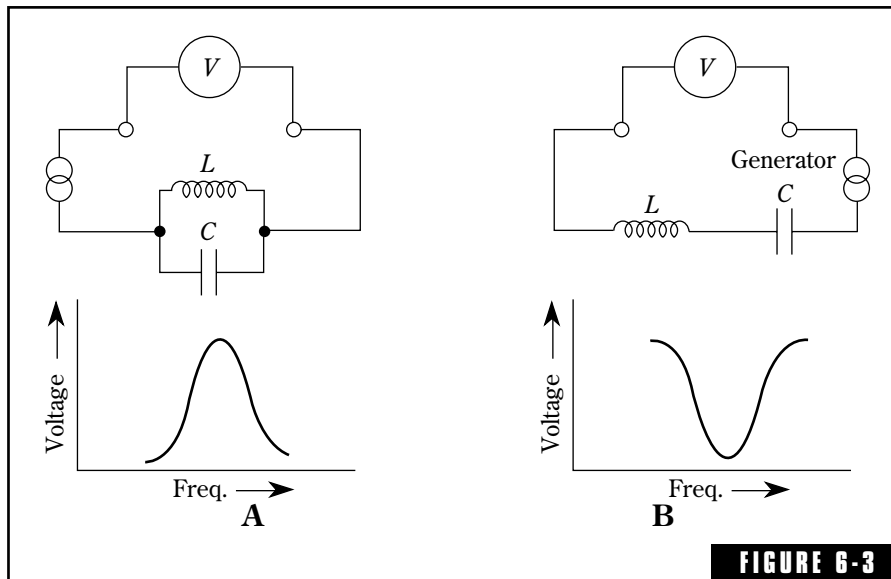 V
L
C
Voltage
Freq.
A
V
Generator
C
L
Voltage
Freq.
B
FIGURE 6-3